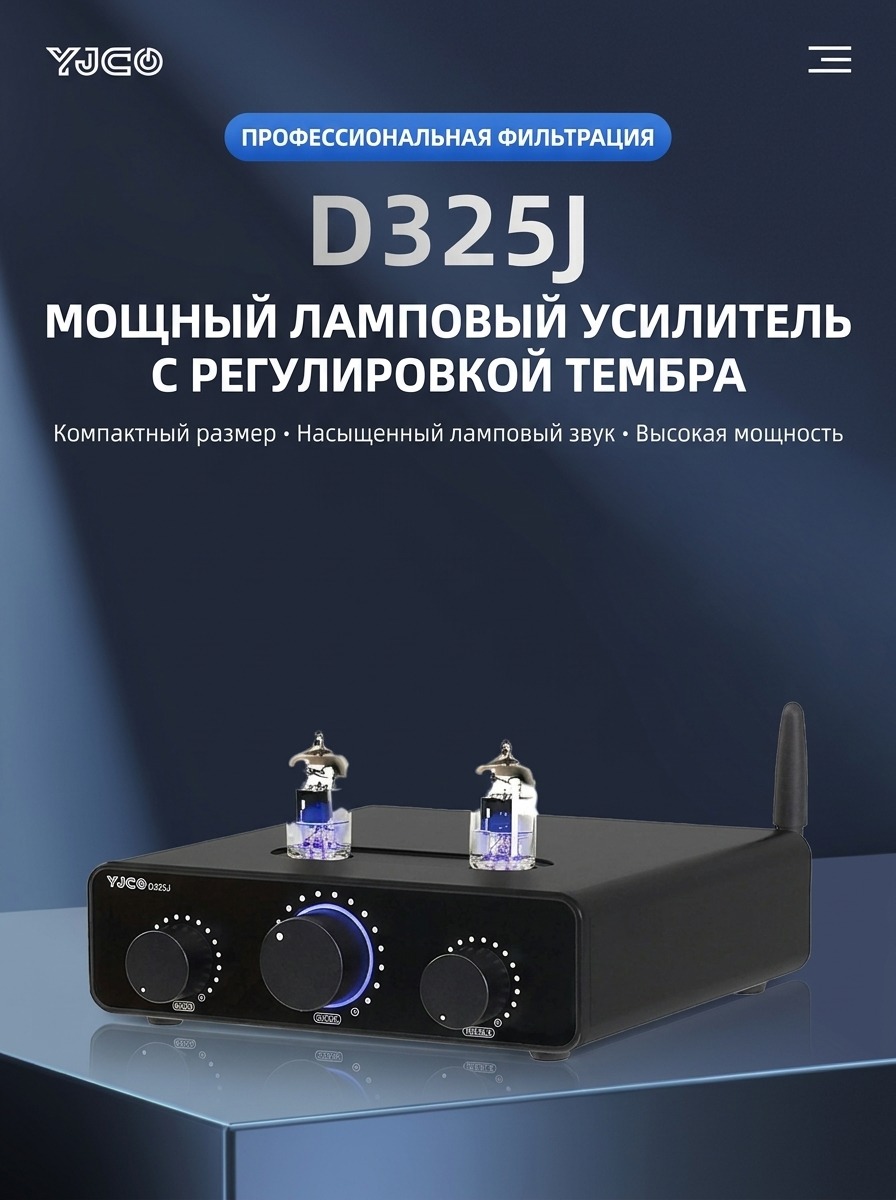 YJCO
ПРОФЕССИОНАЛЬНАЯ ФИЛЬТРАЦИЯ
D325J
МОЩНЫЙ ЛАМПОВЫЙ УСИЛИТЕЛЬ
С РЕГУЛИРОВКОЙ ТЕМБРА
Компактный размер • Насыщенный ламповый звук • Высокая мощность
YJCO D325J